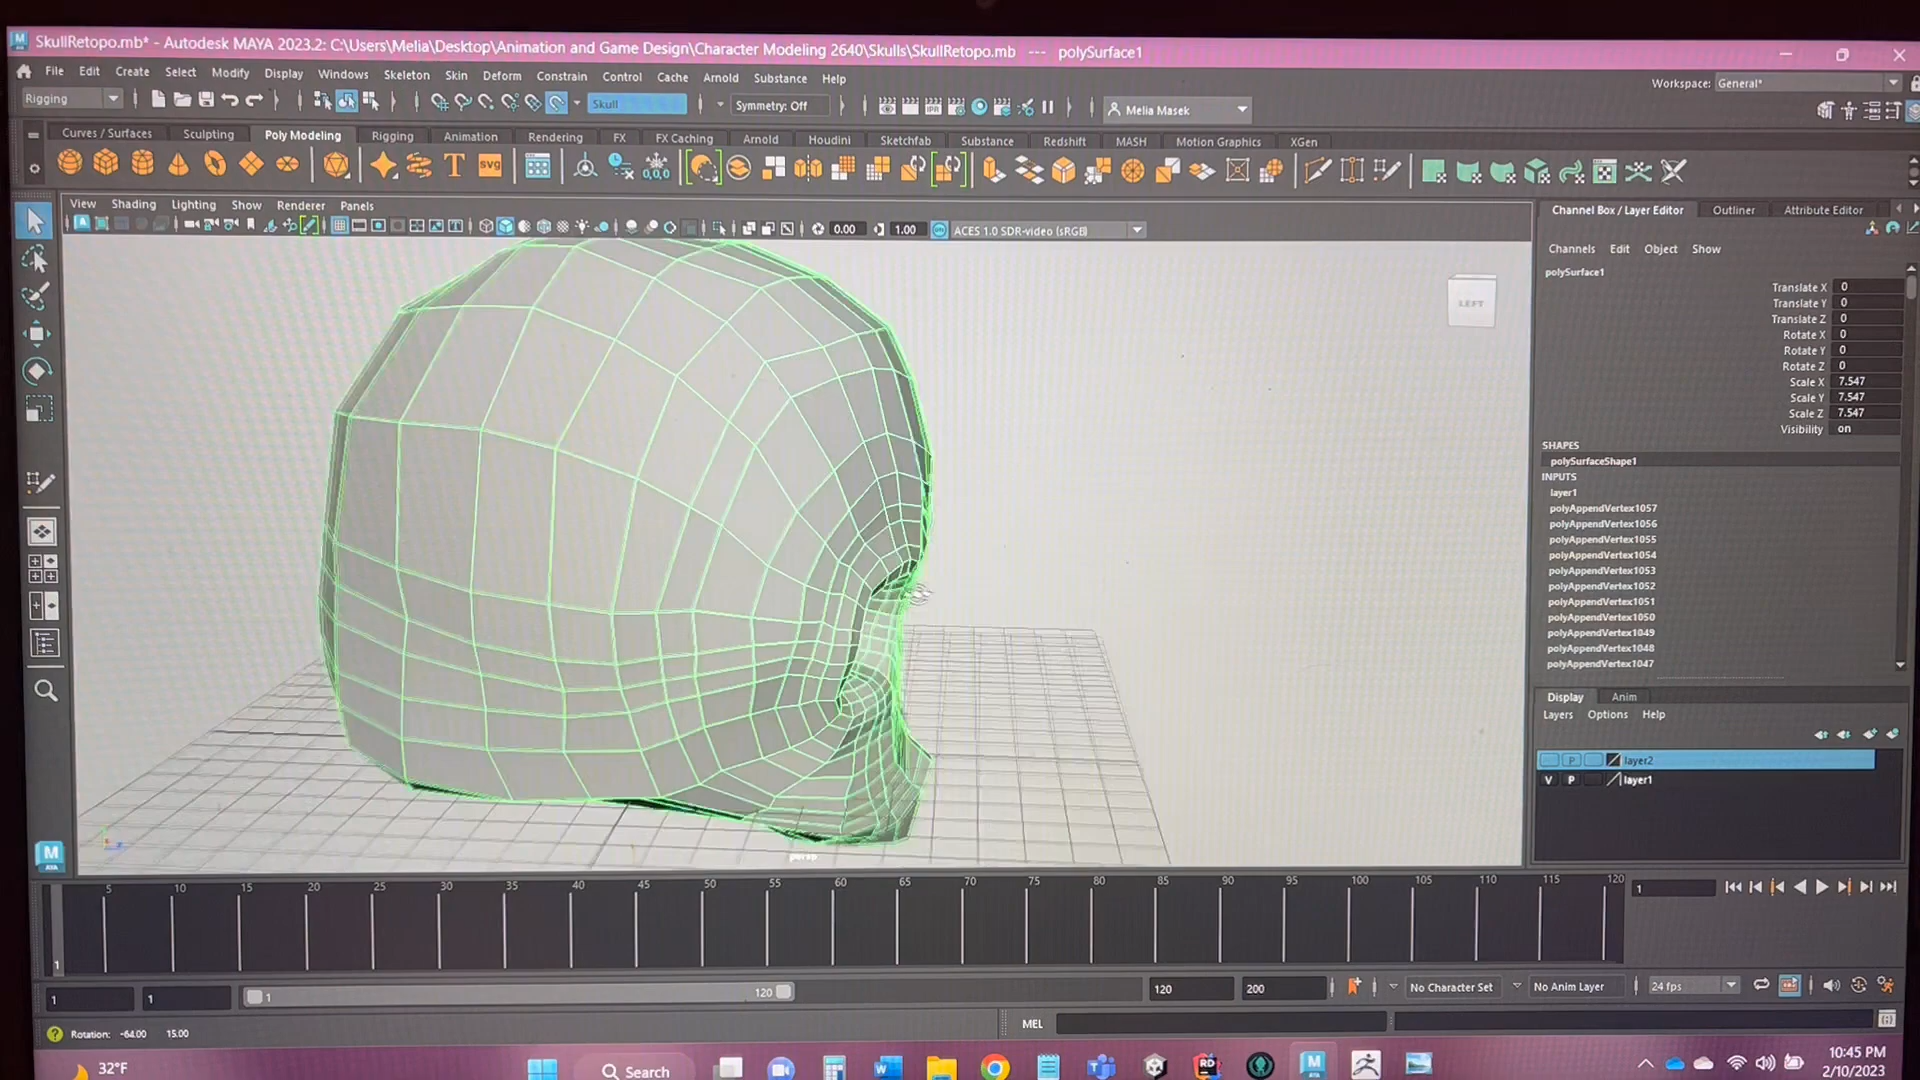 SkullRetopo.mb* - Autodesk MAYA 2023.2: C:\Users\Melia\Desktop\Animation and Game Design\Character Modeling 2640\Skulls\SkullRetopo.mb --- polySurface1
File Edit Create Select Modify Display Windows Skeleton Skin Deform Constrain Control Cache Arnold Substance Help
Workspace: General*
Rigging Skull Symmetry: Off Melia Masek
Curves / Surfaces Sculpting Poly Modeling Rigging Animation Rendering FX FX Caching Arnold Houdini Sketchfab Substance Redshift MASH Motion Graphics XGen
T SVG 0,0,0
View Shading Lighting Show Renderer Panels
0.00 1.00 ACES 1.0 SDR-video (sRGB)
Channel Box / Layer Editor Outliner Attribute Editor
Channels Edit Object Show
polySurface1
Translate X 0
Translate Y 0
Translate Z 0
Rotate X 0
Rotate Y 0
Rotate Z 0
Scale X 7.547
Scale Y 7.547
Scale Z 7.547
Visibility on
SHAPES
polySurfaceShape1
INPUTS
layer1
polyAppendVertex1057
polyAppendVertex1056
polyAppendVertex1055
polyAppendVertex1054
polyAppendVertex1053
polyAppendVertex1052
polyAppendVertex1051
polyAppendVertex1050
polyAppendVertex1049
polyAppendVertex1048
polyAppendVertex1047
LEFT
Display Anim
Layers Options Help
P layer2
V P layer1
persp
M
5 10 15 20 25 30 35 40 45 50 55 60 65 70 75 80 85 90 95 100 105 110 115 120
1
1
1 1 1 120 120 200 No Character Set No Anim Layer 24 fps
Rotation: -64.00 15.00
MEL
32°F
Search
10:45 PM
2/10/2023